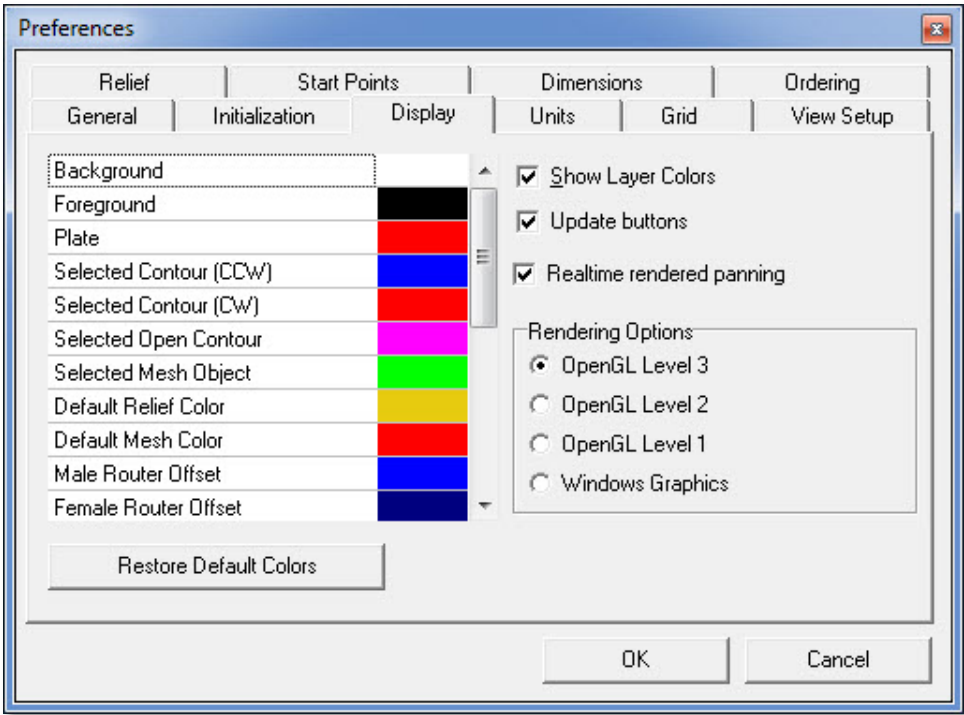 Preferences
Relief
Start Points
Dimensions
Ordering
General
Initialization
Display
Units
Grid
View Setup
Background
Foreground
Plate
Selected Contour (CCW)
Selected Contour (CW)
Selected Open Contour
Selected Mesh Object
Default Relief Color
Default Mesh Color
Male Router Offset
Female Router Offset
Restore Default Colors
Show Layer Colors
Update buttons
Realtime rendered panning
Rendering Options
OpenGL Level 3
OpenGL Level 2
OpenGL Level 1
Windows Graphics
OK
Cancel